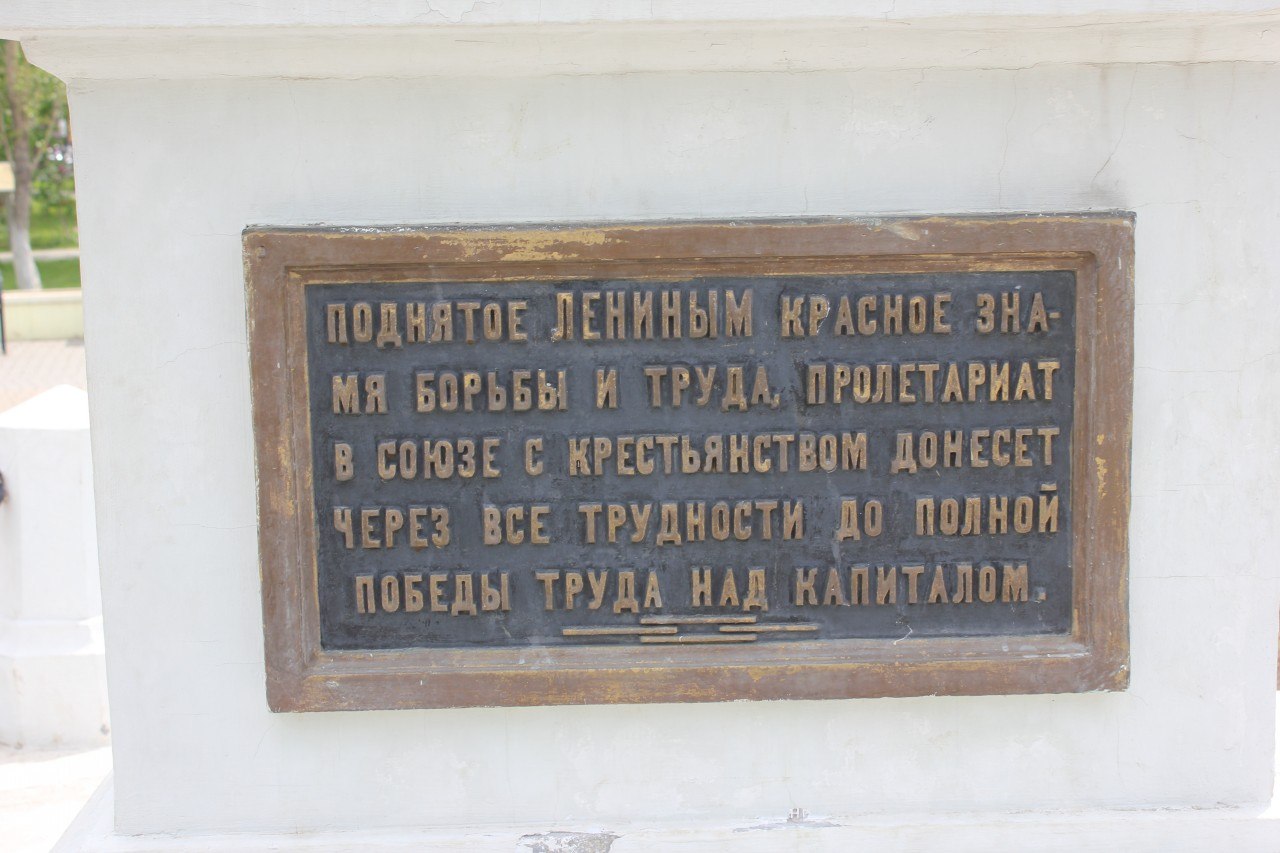 ПОДНЯТОЕ ЛЕНИНЫМ КРАСНОЕ ЗНА-
МЯ БОРЬБЫ И ТРУДА, ПРОЛЕТАРИАТ
В СОЮЗЕ С КРЕСТЬЯНСТВОМ ДОНЕСЕТ
ЧЕРЕЗ ВСЕ ТРУДНОСТИ ДО ПОЛНОЙ
ПОБЕДЫ ТРУДА НАД КАПИТАЛОМ.